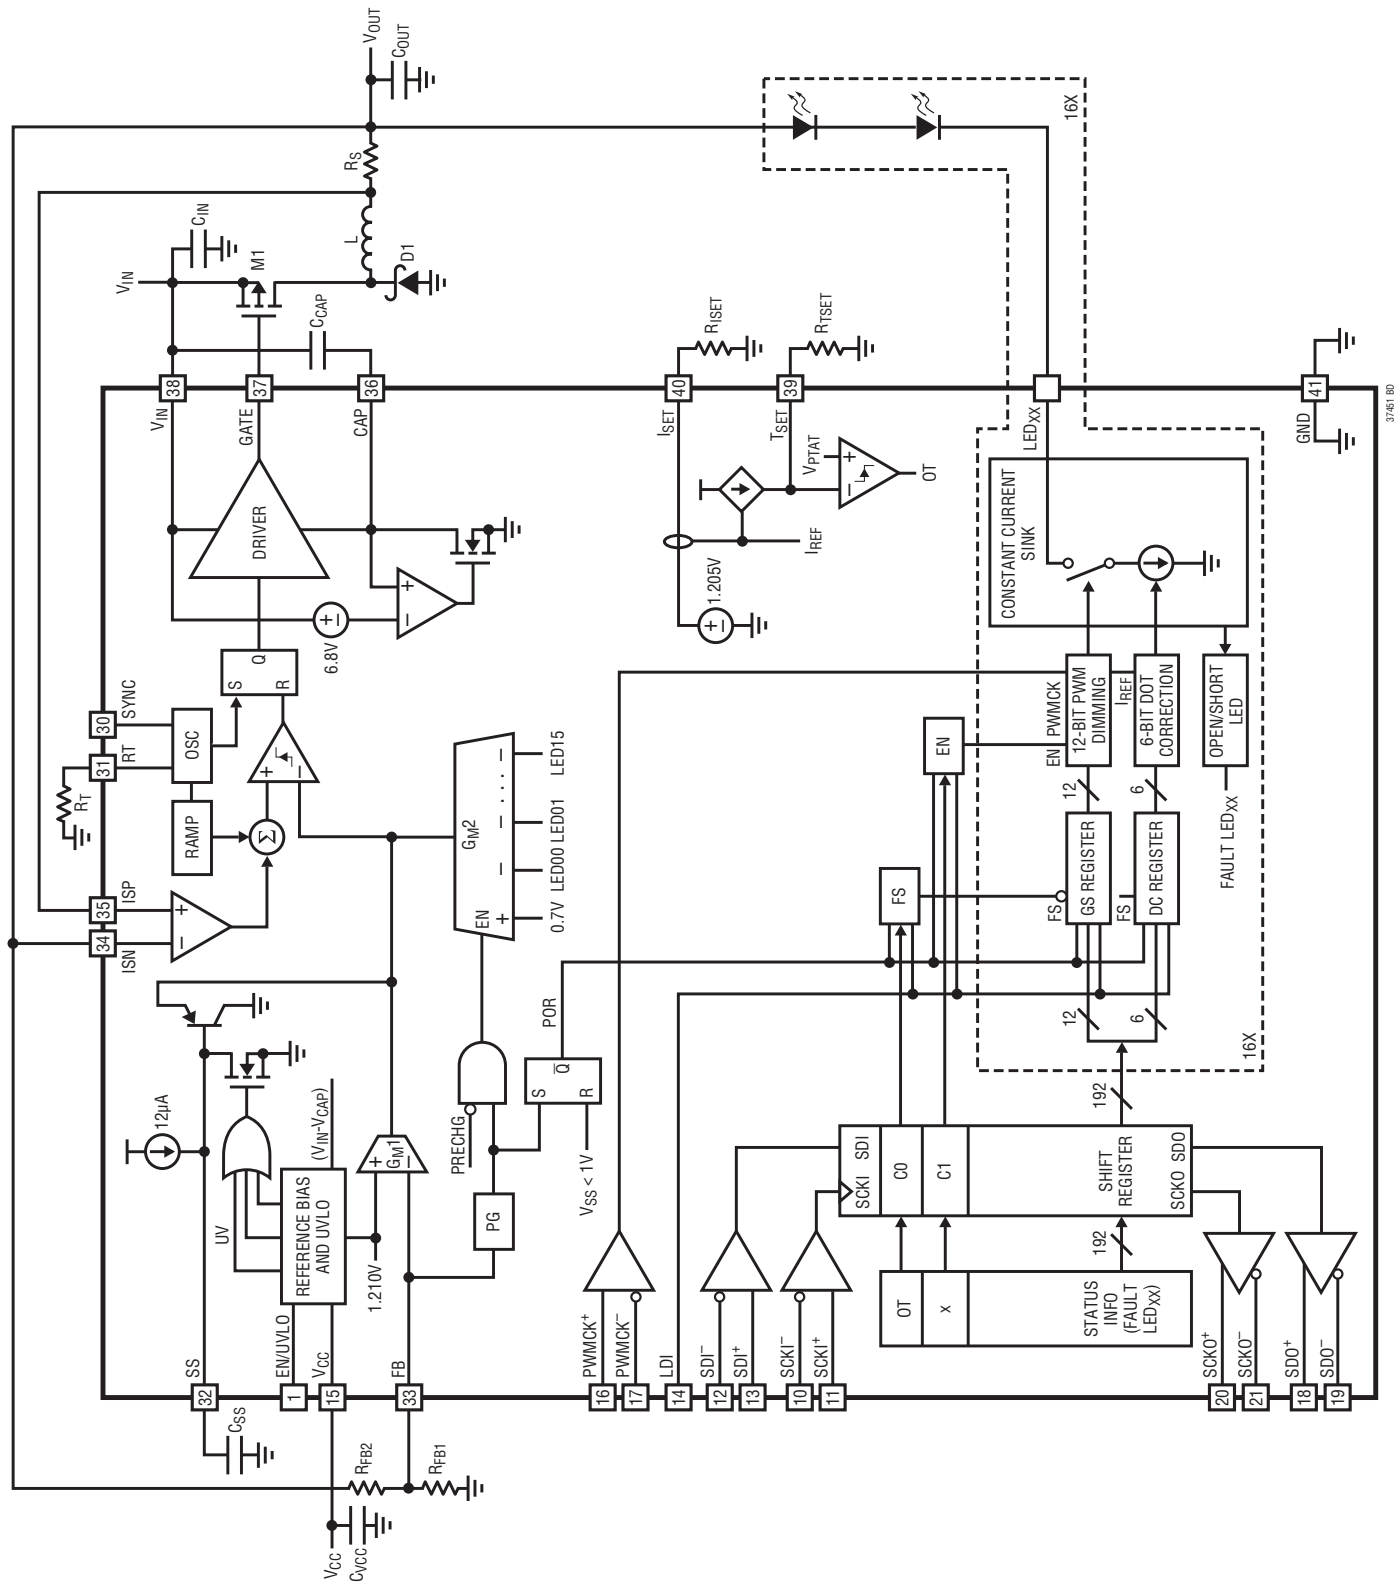 VCC
CVCC
RFB2
RFB1
CSS
32
SS
1
EN/UVLO
15
VCC
33
FB
12µA
UV
REFERENCE BIAS
AND UVLO
(VIN-VCAP)
1.210V
+
GM1
–
PG
PRECHG
S
Q̅
R
POR
VSS < 1V
34
ISN
35
ISP
–
+
RT
31
RT
30
SYNC
RAMP
OSC
Σ
+
–
S
Q
R
EN
GM2
+
–
–
. . . .
–
0.7V
LED00
LED01
LED15
DRIVER
6.8V
+
–
–
+
VIN
38
GATE
37
CAP
36
VIN
CIN
M1
CCAP
D1
L
RS
VOUT
COUT
1.205V
+
–
ISET
40
RISET
TSET
39
RTSET
IREF
VPTAT
–
+
OT
16
PWMCK+
17
PWMCK–
14
LDI
12
SDI–
13
SDI+
10
SCKI–
11
SCKI+
20
SCKO+
21
SCKO–
18
SDO+
19
SDO–
OT
x
STATUS
INFO
(FAULT
LEDXX)
192
SCKI
SDI
C0
C1
SHIFT
REGISTER
SCKO
SDO
192
FS
EN
12
6
FS
GS REGISTER
FS
DC REGISTER
12
6
EN
PWMCK
12-BIT PWM
DIMMING
IREF
6-BIT DOT
CORRECTION
OPEN/SHORT
LED
FAULT LEDXX
CONSTANT CURRENT
SINK
LEDXX
16X
16X
GND
41
37451 BD